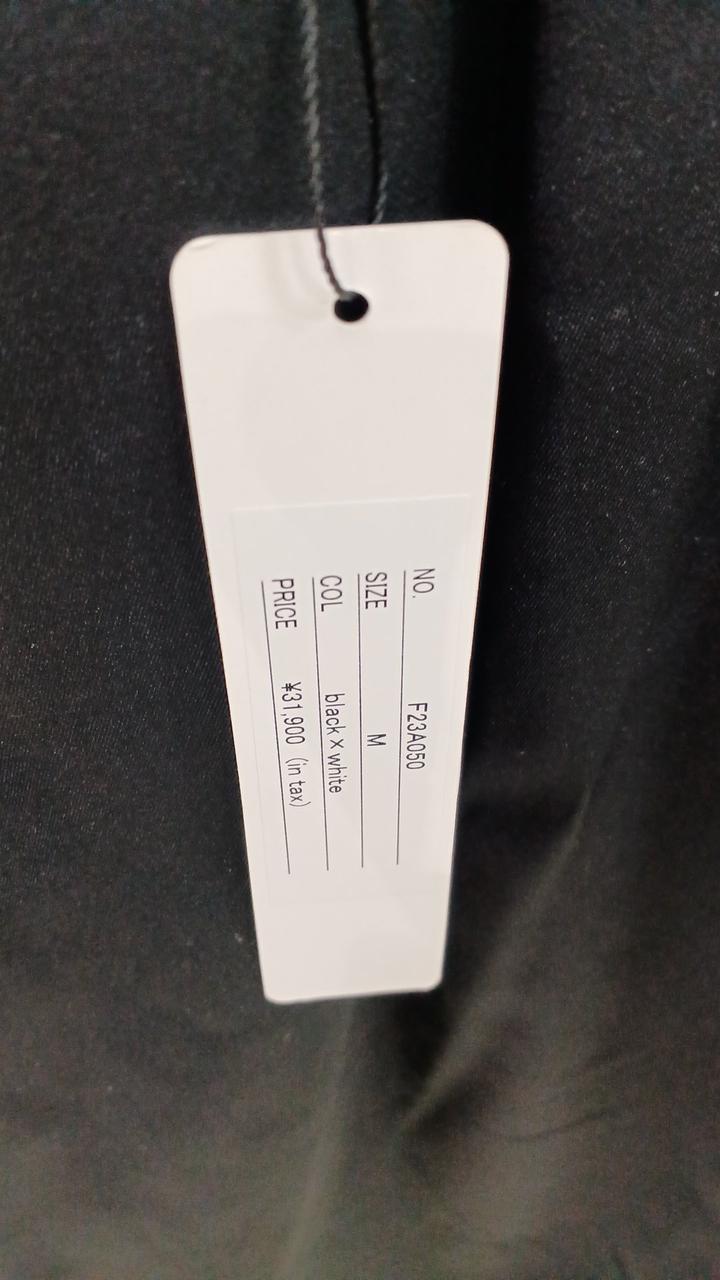 NO. F23A050
SIZE M
COL black X white
PRICE ¥31,900 (in tax)